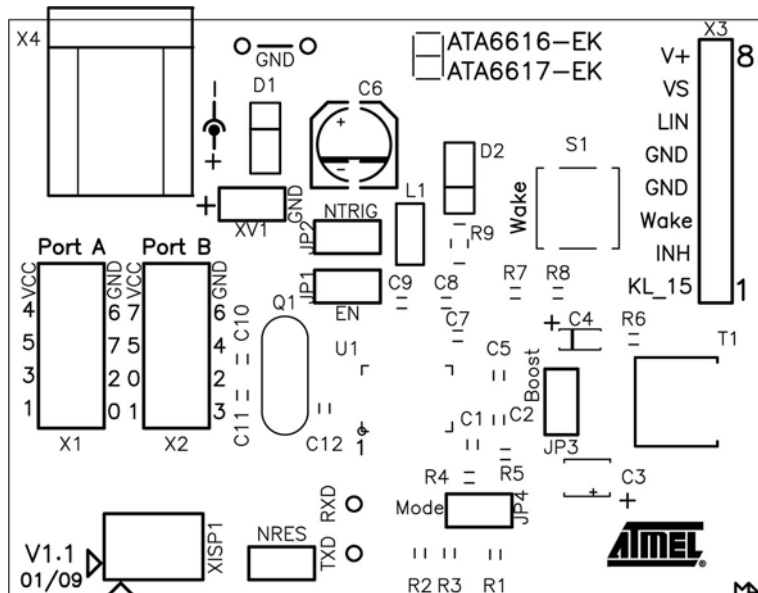 X4
GND
D1
+
XV1
GND
C6
+
ATA6616-EK
ATA6617-EK
X3
V+ 8
VS
LIN
GND
GND
Wake
INH
KL_15 1
D2
S1
Wake
L1
NTRIG
JP2
R9
JP1
EN
C9
C8
R7
R8
Port A
VCC
GND
4 6
5 7
3 2
1 0
X1
Port B
VCC
GND
7 6
5 4
0 2
1 3
X2
C10
C11
Q1
U1
C12
1
C7
C5
C1
C2
R4
R5
C4
+
R6
T1
Boost
JP3
C3
+
Mode
JP4
RXD
TXD
NRES
XISP1
V1.1
01/09
R2
R3
R1
ATMEL